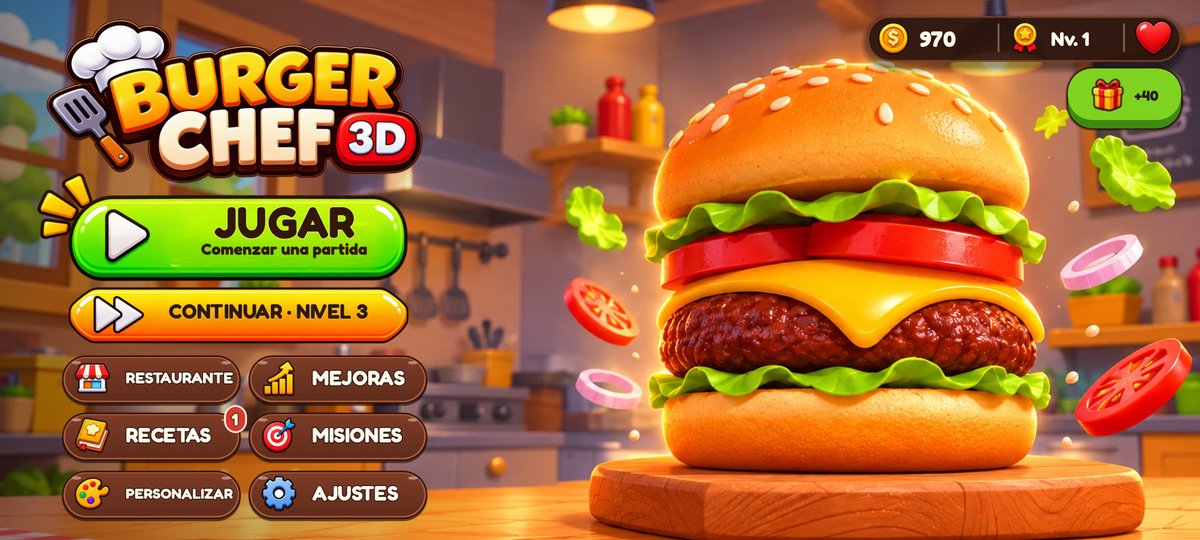 BURGER
CHEF 3D
970
Nv. 1
+40
JUGAR
Comenzar una partida
CONTINUAR · NIVEL 3
RESTAURANTE
MEJORAS
RECETAS
1
MISIONES
PERSONALIZAR
AJUSTES